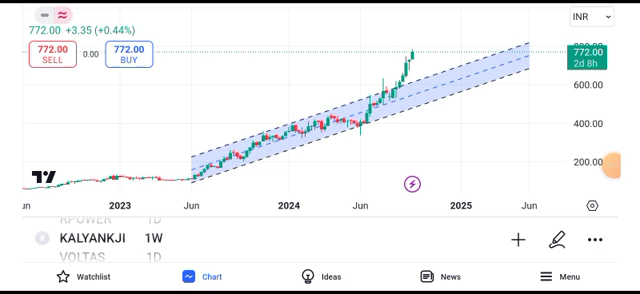 INR
772.00 +3.35 (+0.44%)
772.00
SELL
0.00
772.00
BUY
772.00
2d 8h
600.00
400.00
200.00
2023
Jun
2024
Jun
2025
Jun
RPOWER 1D
KALYANKJI 1W
VOLTAS 1D
Watchlist
Chart
Ideas
News
Menu